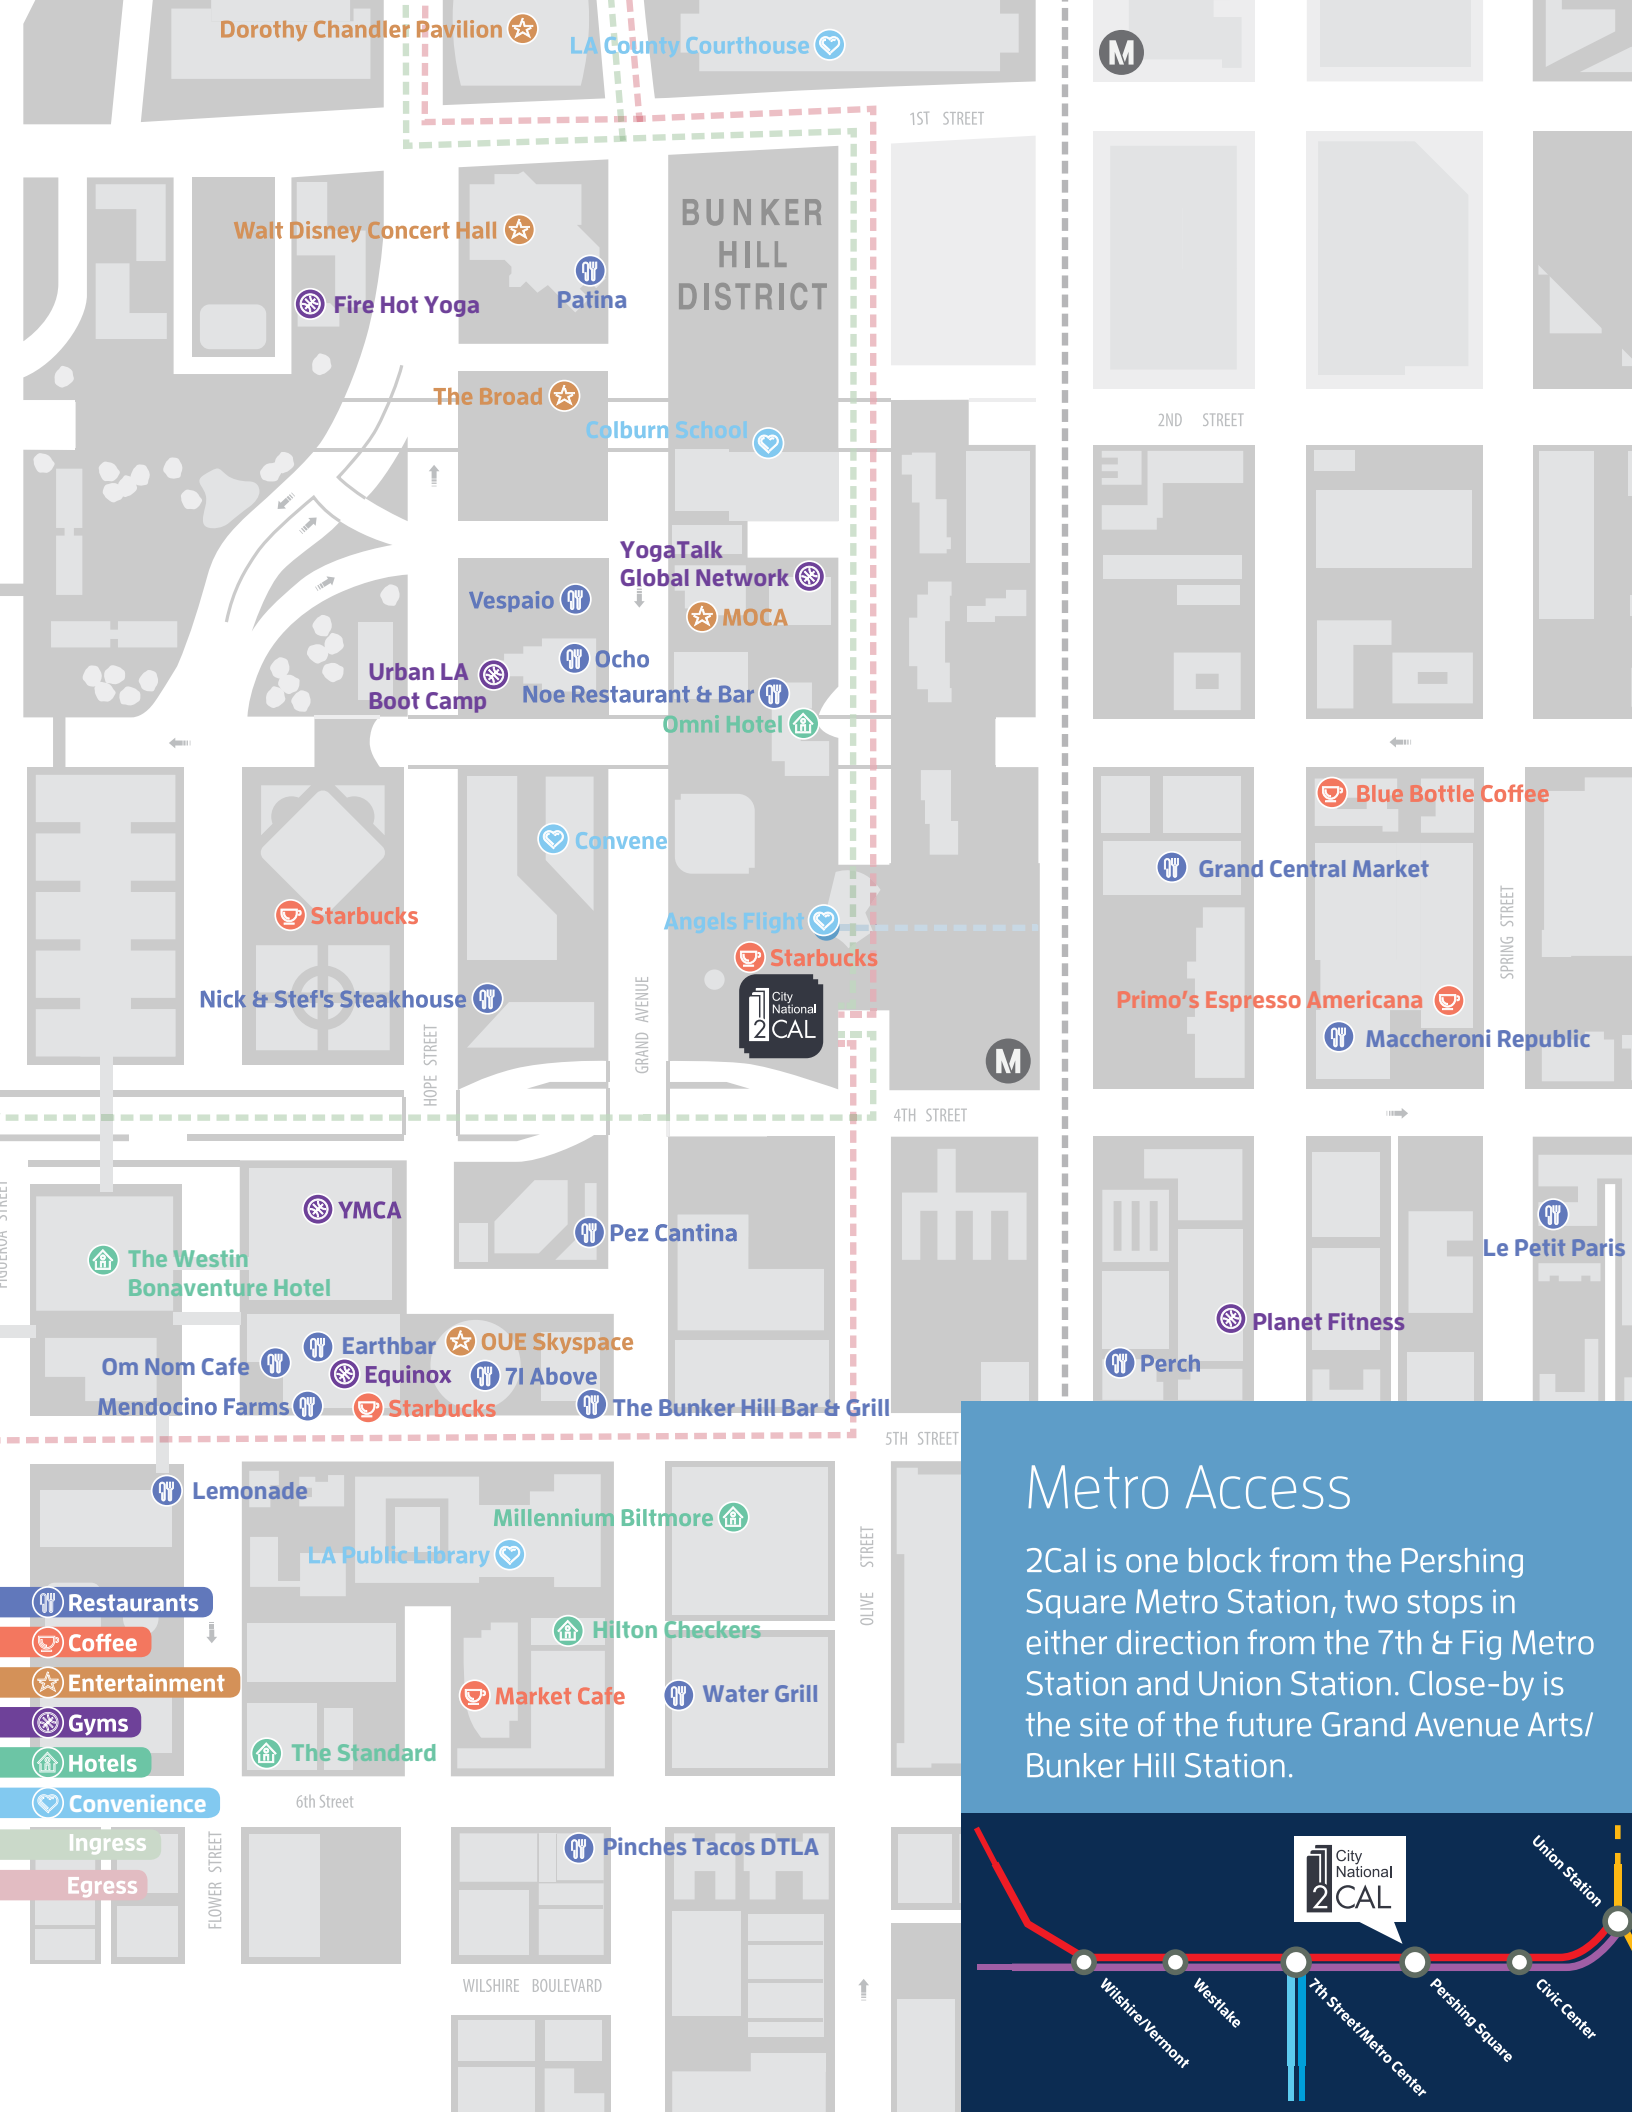 Dorothy Chandler Pavilion
LA County Courthouse
M
1ST STREET
BUNKER
HILL
DISTRICT
Walt Disney Concert Hall
Patina
Fire Hot Yoga
The Broad
Colburn School
2ND STREET
YogaTalk
Global Network
Vespaio
MOCA
Ocho
Urban LA
Boot Camp
Noe Restaurant & Bar
Omni Hotel
Blue Bottle Coffee
Convene
Grand Central Market
Starbucks
Angels Flight
Starbucks
SPRING STREET
Nick & Stef's Steakhouse
City
National
2 CAL
Primo's Espresso Americana
Maccheroni Republic
HOPE STREET
GRAND AVENUE
M
4TH STREET
FIGUEROA STREET
YMCA
Pez Cantina
Le Petit Paris
The Westin
Bonaventure Hotel
Planet Fitness
Earthbar
OUE Skyspace
Om Nom Cafe
Equinox
71 Above
Perch
Mendocino Farms
Starbucks
The Bunker Hill Bar & Grill
5TH STREET
Lemonade
Millennium Biltmore
LA Public Library
OLIVE STREET
Hilton Checkers
Market Cafe
Water Grill
The Standard
Restaurants
Coffee
Entertainment
Gyms
Hotels
Convenience
Ingress
Egress
6th Street
FLOWER STREET
Pinches Tacos DTLA
WILSHIRE BOULEVARD
Metro Access
2Cal is one block from the Pershing
Square Metro Station, two stops in
either direction from the 7th & Fig Metro
Station and Union Station. Close-by is
the site of the future Grand Avenue Arts/
Bunker Hill Station.
City
National
2 CAL
Union Station
Wilshire/Vermont
Westlake
7th Street/Metro Center
Pershing Square
Civic Center